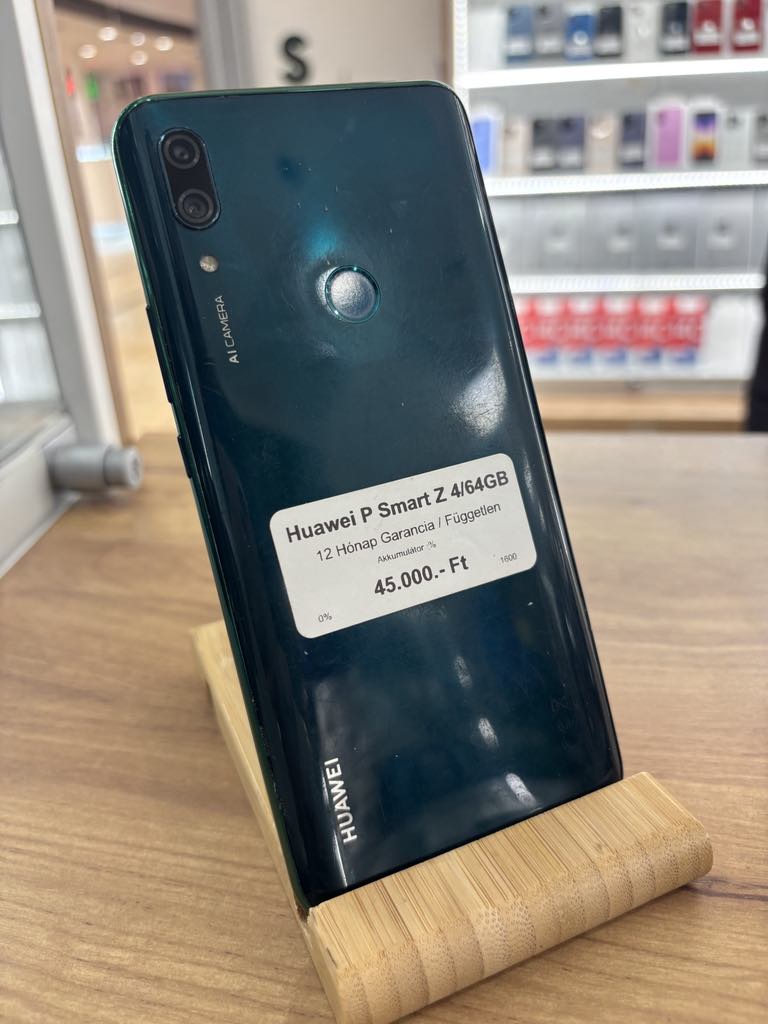 S
AI CAMERA
Huawei P Smart Z 4/64GB
12 Hónap Garancia / Független
Akkumulátor -%
45.000.- Ft
0%
1600
HUAWEI